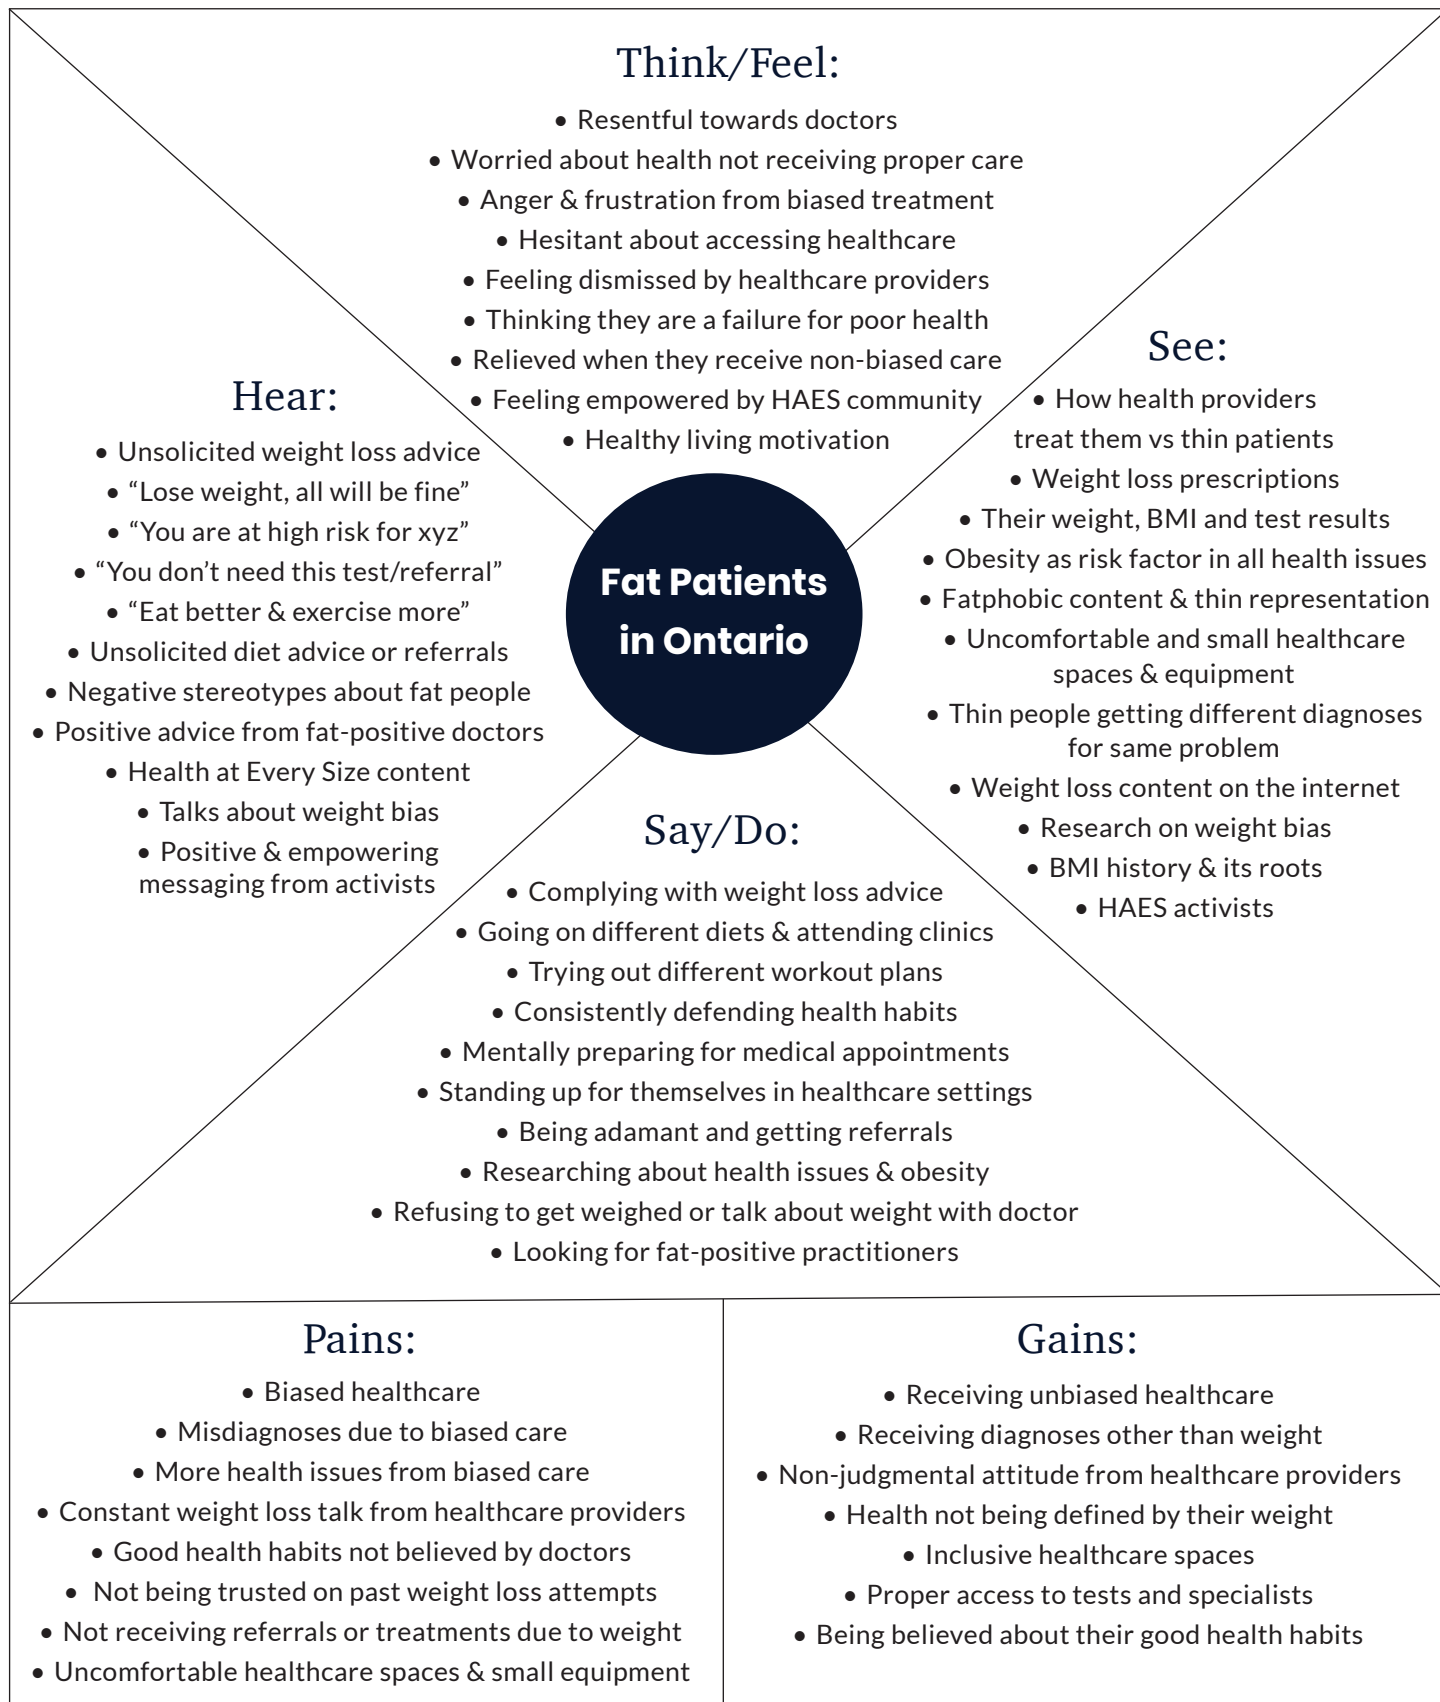 Think/Feel:
• Resentful towards doctors
• Worried about health not receiving proper care
• Anger & frustration from biased treatment
• Hesitant about accessing healthcare
• Feeling dismissed by healthcare providers
• Thinking they are a failure for poor health
• Relieved when they receive non-biased care
• Feeling empowered by HAES community
• Healthy living motivation
Hear:
• Unsolicited weight loss advice
• “Lose weight, all will be fine”
• “You are at high risk for xyz”
• “You don’t need this test/referral”
• “Eat better & exercise more”
• Unsolicited diet advice or referrals
• Negative stereotypes about fat people
• Positive advice from fat-positive doctors
• Health at Every Size content
• Talks about weight bias
• Positive & empowering
messaging from activists
Fat Patients
in Ontario
See:
• How health providers
treat them vs thin patients
• Weight loss prescriptions
• Their weight, BMI and test results
• Obesity as risk factor in all health issues
• Fatphobic content & thin representation
• Uncomfortable and small healthcare
spaces & equipment
• Thin people getting different diagnoses
for same problem
• Weight loss content on the internet
• Research on weight bias
• BMI history & its roots
• HAES activists
Say/Do:
• Complying with weight loss advice
• Going on different diets & attending clinics
• Trying out different workout plans
• Consistently defending health habits
• Mentally preparing for medical appointments
• Standing up for themselves in healthcare settings
• Being adamant and getting referrals
• Researching about health issues & obesity
• Refusing to get weighed or talk about weight with doctor
• Looking for fat-positive practitioners
Pains:
• Biased healthcare
• Misdiagnoses due to biased care
• More health issues from biased care
• Constant weight loss talk from healthcare providers
• Good health habits not believed by doctors
• Not being trusted on past weight loss attempts
• Not receiving referrals or treatments due to weight
• Uncomfortable healthcare spaces & small equipment
Gains:
• Receiving unbiased healthcare
• Receiving diagnoses other than weight
• Non-judgmental attitude from healthcare providers
• Health not being defined by their weight
• Inclusive healthcare spaces
• Proper access to tests and specialists
• Being believed about their good health habits